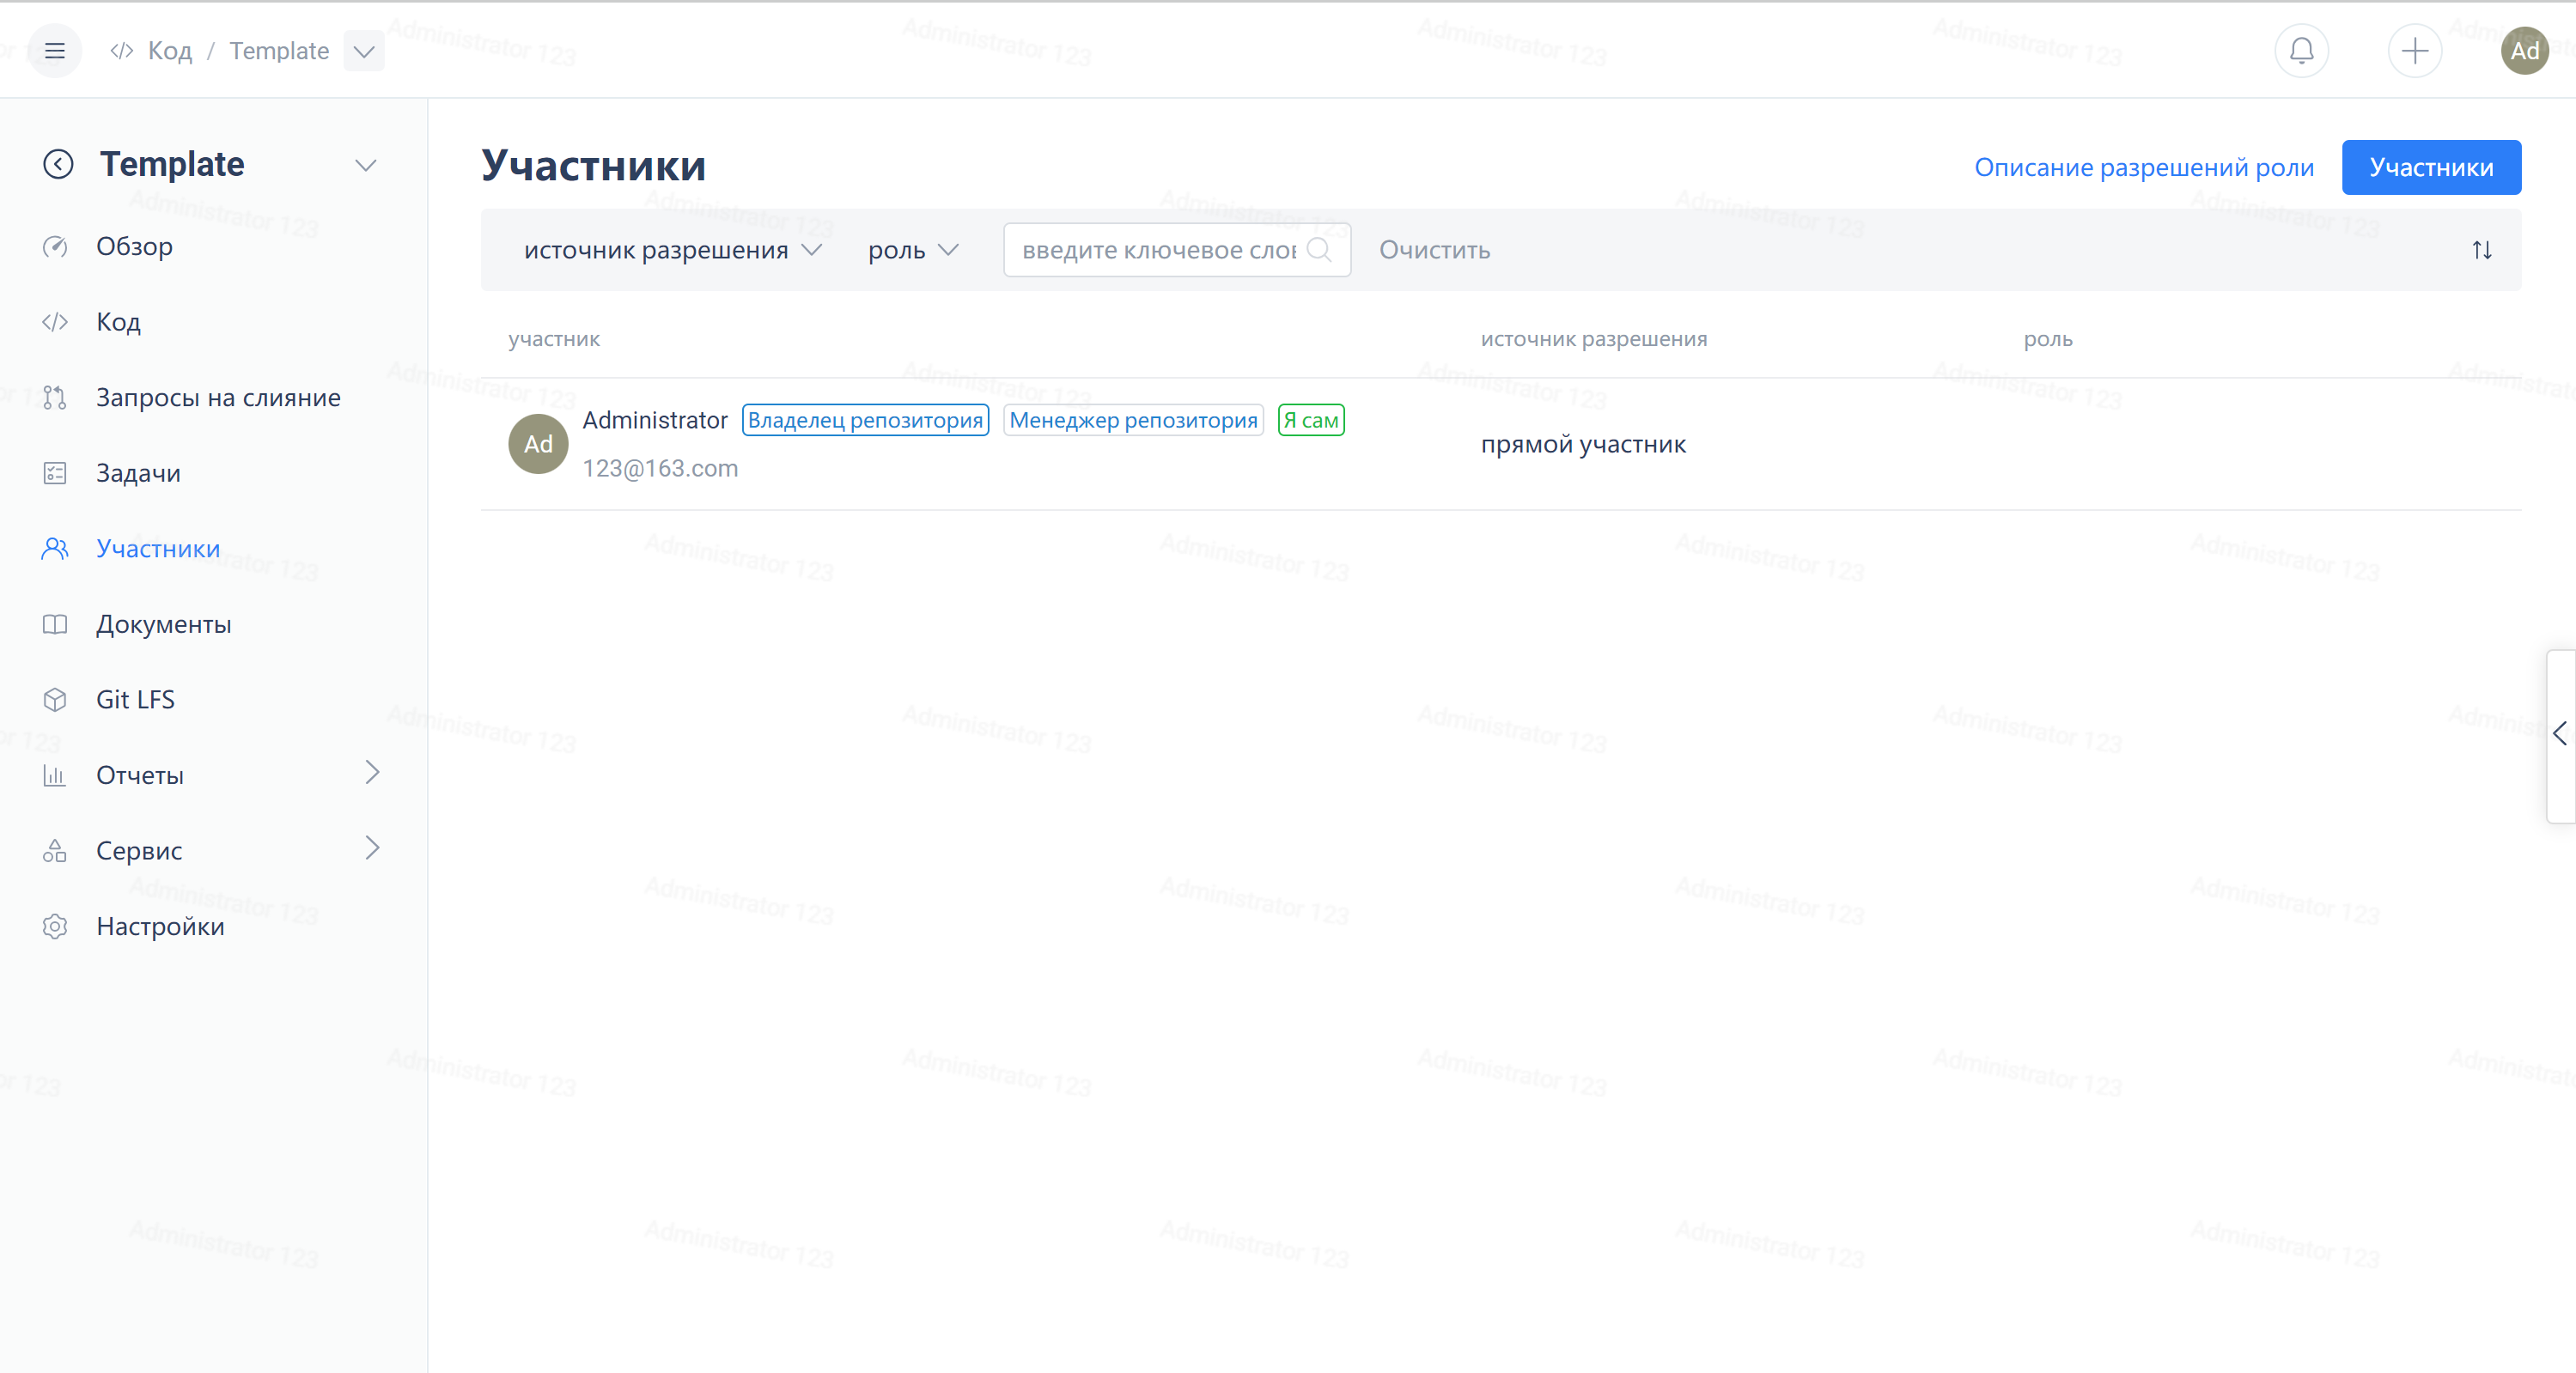 Код / Template
Ad
Template
Обзор
Код
Запросы на слияние
Задачи
Участники
Документы
Git LFS
Отчеты
Сервис
Настройки
Участники
Описание разрешений роли
Участники
источник разрешения
роль
введите ключевое
Очистить
участник
источник разрешения
роль
Ad
Administrator
Владелец репозитория
Менеджер репозитория
Я сам
123@163.com
прямой участник
Administrator 123